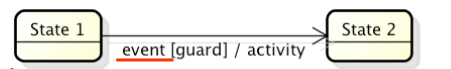 State 1
State 2
event [guard] / activity